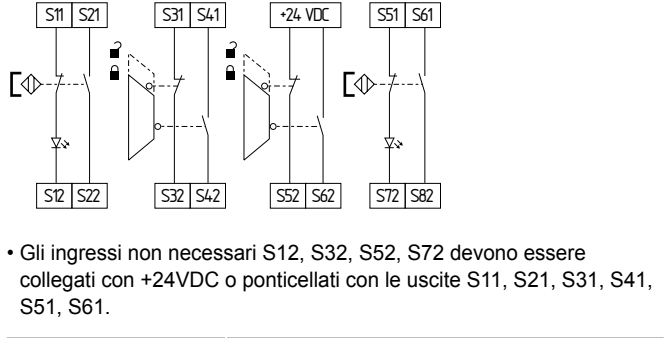 S11 S21 S31 S41 +24 VDC S51 S61
S12 S22 S32 S42 S52 S62 S72 S82
• Gli ingressi non necessari S12, S32, S52, S72 devono essere
collegati con +24VDC o ponticellati con le uscite S11, S21, S31, S41,
S51, S61.